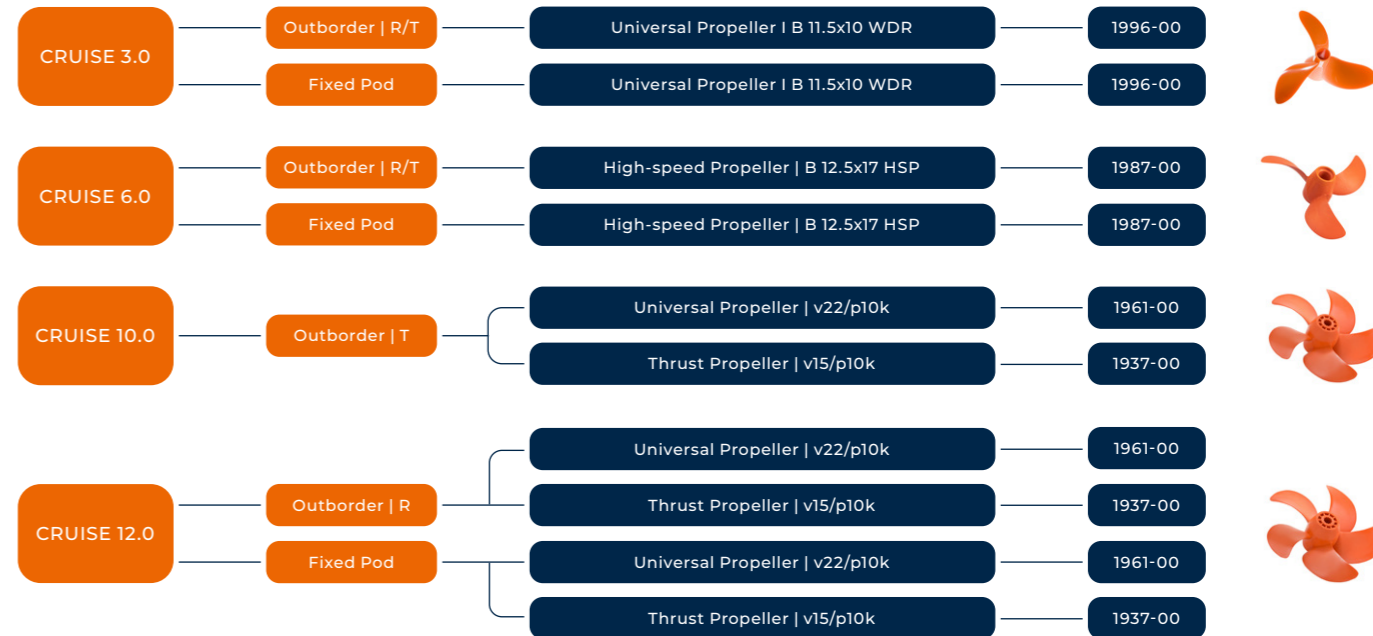 CRUISE 3.0
Outborder | R/T
Universal Propeller I B 11.5x10 WDR
1996-00
Fixed Pod
Universal Propeller I B 11.5x10 WDR
1996-00
CRUISE 6.0
Outborder | R/T
High-speed Propeller | B 12.5x17 HSP
1987-00
Fixed Pod
High-speed Propeller | B 12.5x17 HSP
1987-00
CRUISE 10.0
Outborder | T
Universal Propeller | v22/p10k
1961-00
Thrust Propeller | v15/p10k
1937-00
CRUISE 12.0
Outborder | R
Universal Propeller | v22/p10k
1961-00
Thrust Propeller | v15/p10k
1937-00
Fixed Pod
Universal Propeller | v22/p10k
1961-00
Thrust Propeller | v15/p10k
1937-00